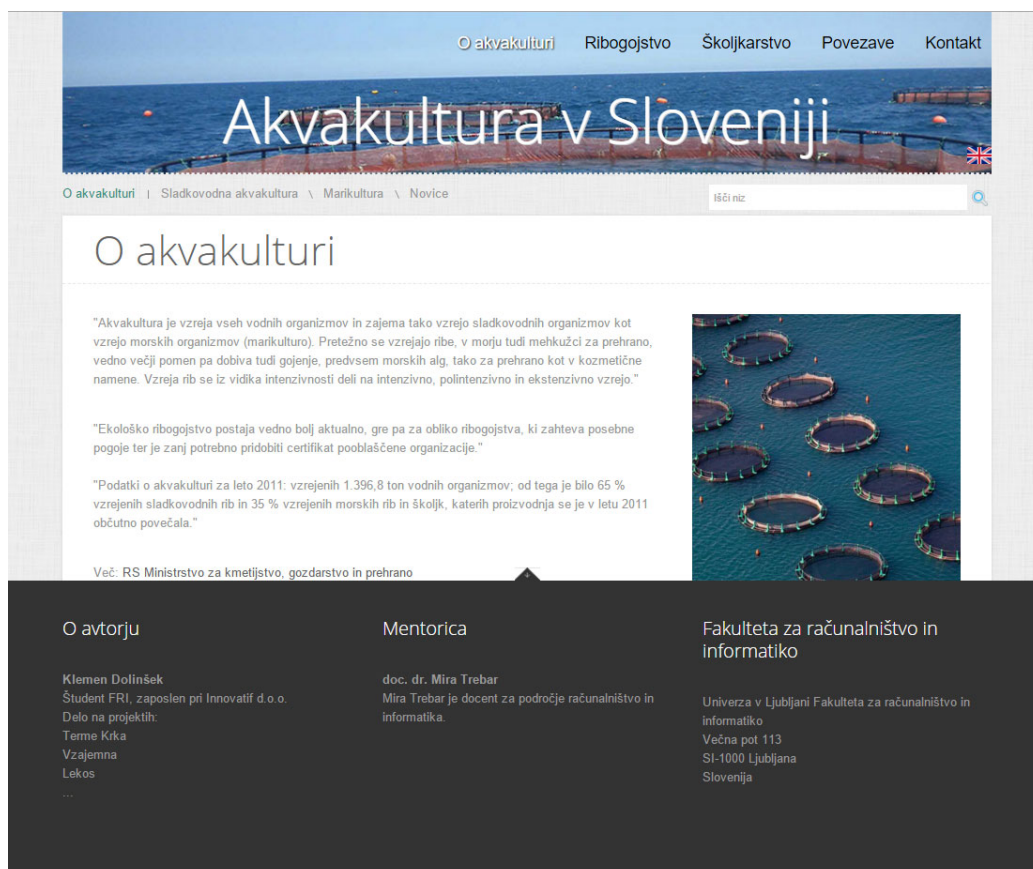 O akvakulturi Ribogojstvo Školjkarstvo Povezave Kontakt
Akvakultura v Sloveniji
O akvakulturi | Sladkovodna akvakultura \ Marikultura \ Novice
Išči niz
O akvakulturi
"Akvakultura je vzreja vseh vodnih organizmov in zajema tako vzrejo sladkovodnih organizmov kot
vzrejo morskih organizmov (marikulturo). Pretežno se vzrejajo ribe, v morju tudi mehkužci za prehrano,
vedno večji pomen pa dobiva tudi gojenje, predvsem morskih alg, tako za prehrano kot v kozmetične
namene. Vzreja rib se iz vidika intenzivnosti deli na intenzivno, polintenzivno in ekstenzivno vzrejo."
"Ekološko ribogojstvo postaja vedno bolj aktualno, gre pa za obliko ribogojstva, ki zahteva posebne
pogoje ter je zanj potrebno pridobiti certifikat pooblaščene organizacije."
"Podatki o akvakulturi za leto 2011: vzrejenih 1.396,8 ton vodnih organizmov; od tega je bilo 65 %
vzrejenih sladkovodnih rib in 35 % vzrejenih morskih rib in školjk, katerih proizvodnja se je v letu 2011
občutno povečala."
Več: RS Ministrstvo za kmetijstvo, gozdarstvo in prehrano
O avtorju
Klemen Dolinšek
Študent FRI, zaposlen pri Innovatif d.o.o.
Delo na projektih:
Terme Krka
Vzajemna
Lekos
...
Mentorica
doc. dr. Mira Trebar
Mira Trebar je docent za področje računalništvo in
informatika.
Fakulteta za računalništvo in
informatiko
Univerza v Ljubljani Fakulteta za računalništvo in
informatiko
Večna pot 113
SI-1000 Ljubljana
Slovenija